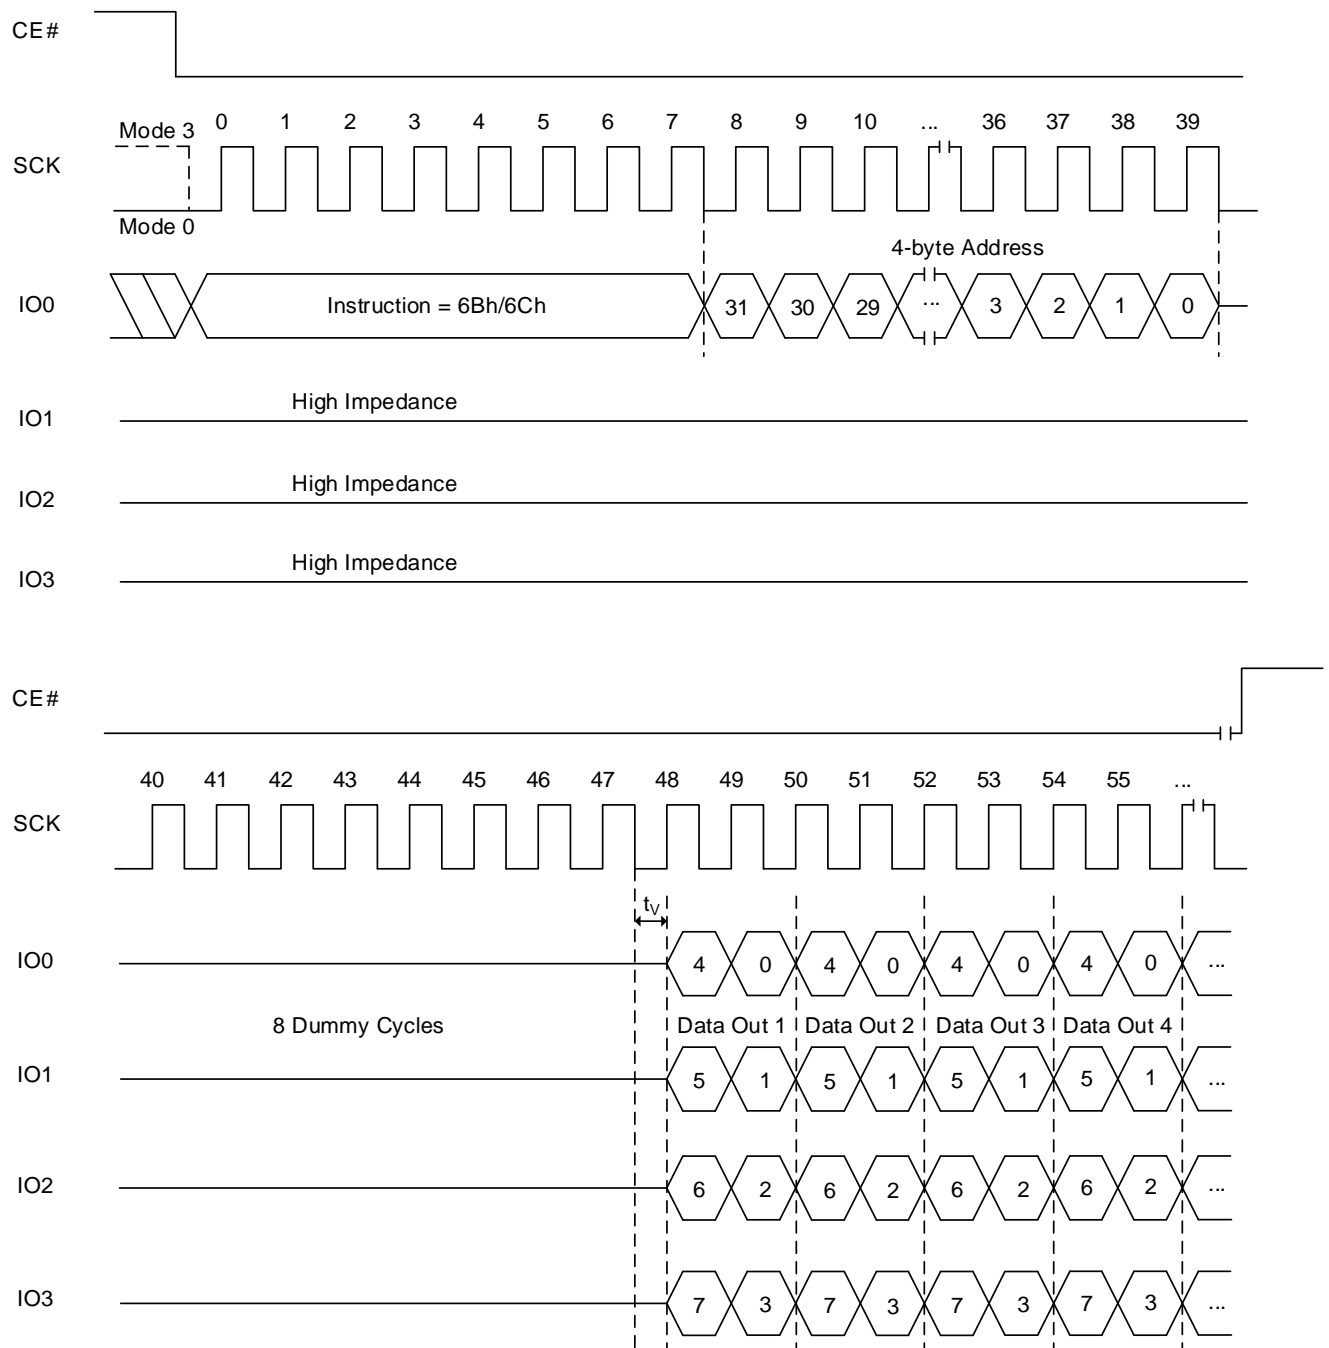 CE#
Mode 3 0 1 2 3 4 5 6 7 8 9 10 ... 36 37 38 39
SCK
Mode 0
4-byte Address
IO0 Instruction = 6Bh/6Ch 31 30 29 ... 3 2 1 0
High Impedance
IO1
High Impedance
IO2
High Impedance
IO3
CE#
40 41 42 43 44 45 46 47 48 49 50 51 52 53 54 55 ...
SCK
tV
IO0 4 0 4 0 4 0 4 0 ...
8 Dummy Cycles Data Out 1 Data Out 2 Data Out 3 Data Out 4
IO1 5 1 5 1 5 1 5 1 ...
IO2 6 2 6 2 6 2 6 2 ...
IO3 7 3 7 3 7 3 7 3 ...